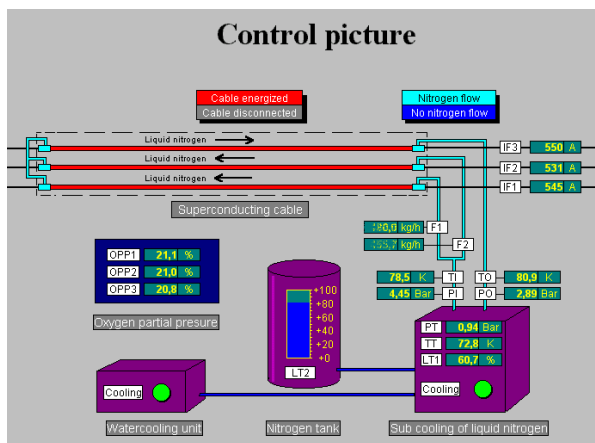 Control picture
Cable energized
Cable disconnected
Nitrogen flow
No nitrogen flow
Liquid nitrogen
Liquid nitrogen
Liquid nitrogen
IF3 550 A
IF2 531 A
IF1 545 A
Superconducting cable
kg/h F1
kg/h F2
OPP1 21,1 %
OPP2 21,0 %
OPP3 20,8 %
Oxygen partial presure
78,5 K TI TO 80,9 K
4,45 Bar PI PO 2,89 Bar
+100
+80
+60
+40
+20
+0
LT2
PT 0,94 Bar
TT 72,8 K
LT1 60,7 %
Cooling
Cooling
Watercooling unit
Nitrogen tank
Sub cooling of liquid nitrogen